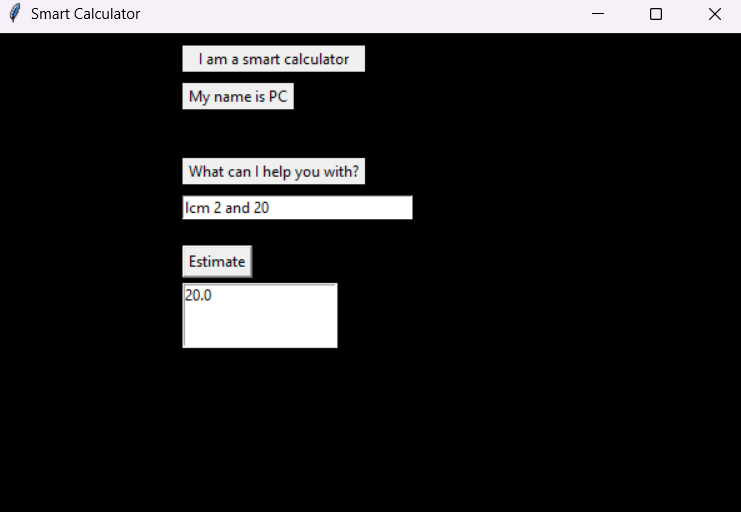 Smart Calculator
I am a smart calculator
My name is PC
What can I help you with?
lcm 2 and 20
Estimate
20.0